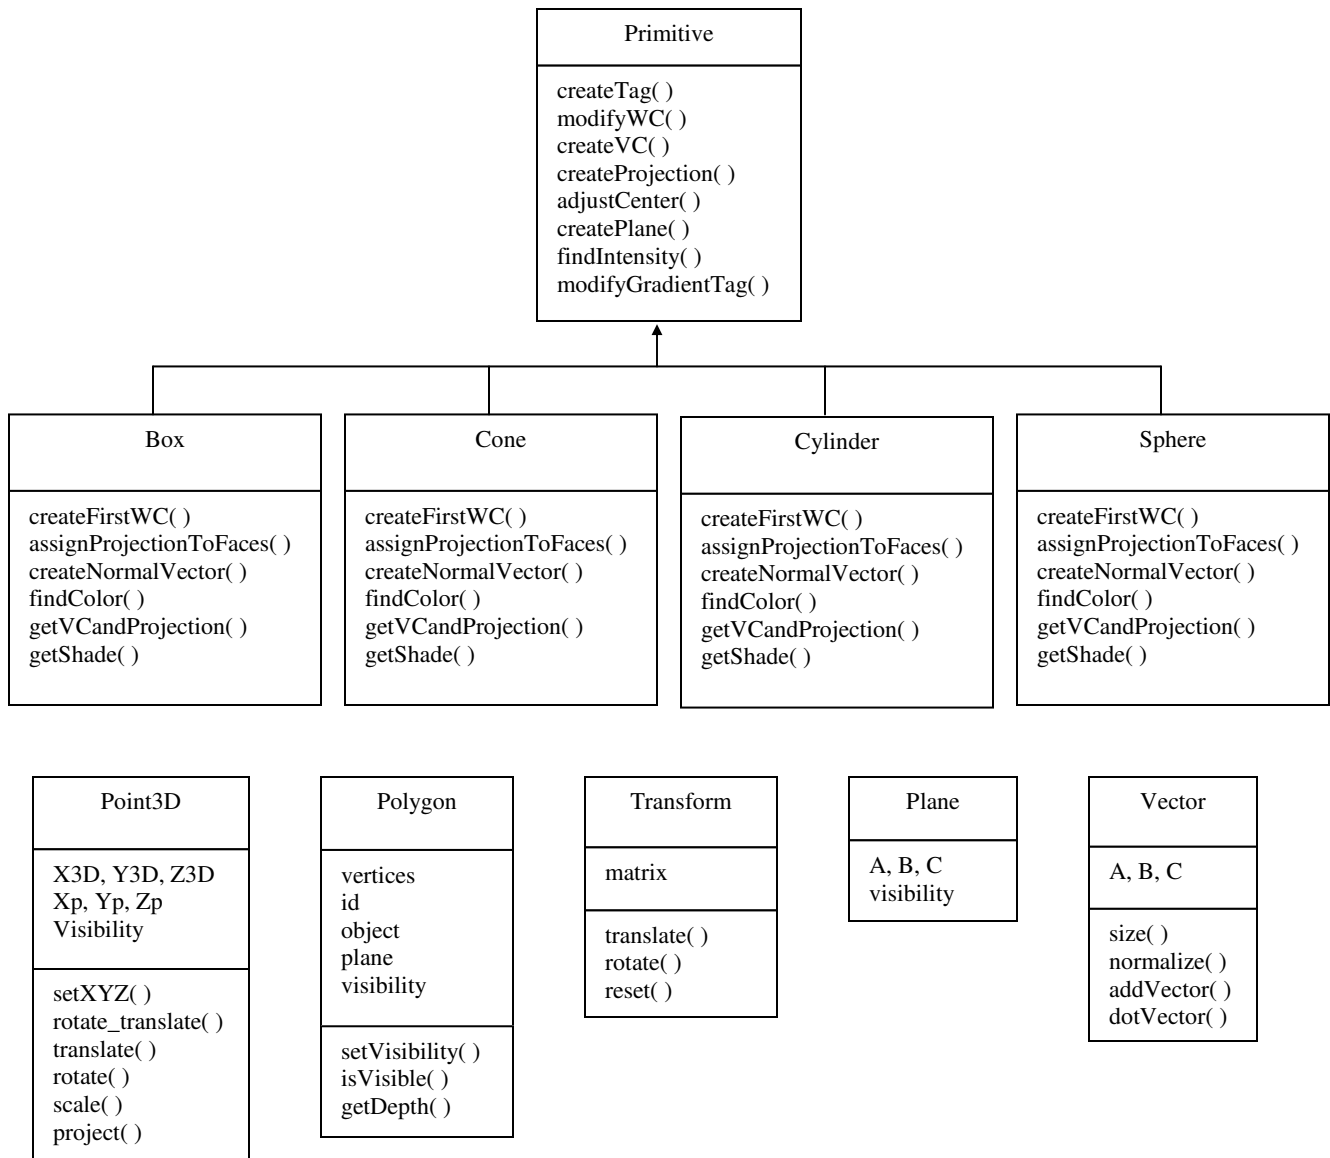 Primitive
createTag( )
modifyWC( )
createVC( )
createProjection( )
adjustCenter( )
createPlane( )
findIntensity( )
modifyGradientTag( )
Box
createFirstWC( )
assignProjectionToFaces( )
createNormalVector( )
findColor( )
getVCandProjection( )
getShade( )
Cone
createFirstWC( )
assignProjectionToFaces( )
createNormalVector( )
findColor( )
getVCandProjection( )
getShade( )
Cylinder
createFirstWC( )
assignProjectionToFaces( )
createNormalVector( )
findColor( )
getVCandProjection( )
getShade( )
Sphere
createFirstWC( )
assignProjectionToFaces( )
createNormalVector( )
findColor( )
getVCandProjection( )
getShade( )
Point3D
X3D, Y3D, Z3D
Xp, Yp, Zp
Visibility
setXYZ( )
rotate_translate( )
translate( )
rotate( )
scale( )
project( )
Polygon
vertices
id
object
plane
visibility
setVisibility( )
isVisible( )
getDepth( )
Transform
matrix
translate( )
rotate( )
reset( )
Plane
A, B, C
visibility
Vector
A, B, C
size( )
normalize( )
addVector( )
dotVector( )